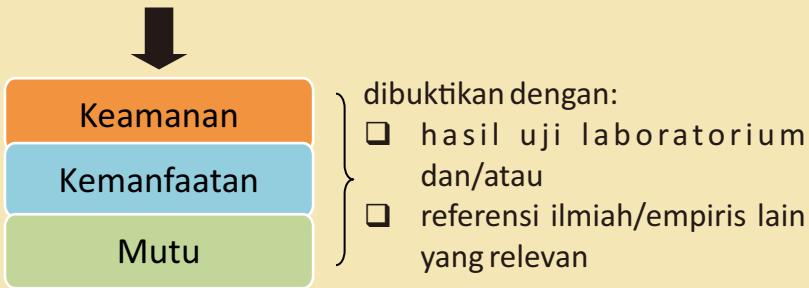 Keamanan
Kemanfaatan
Mutu
dibuktikan dengan:
❑ hasil uji laboratorium
dan/atau
❑ referensi ilmiah/empiris lain
yang relevan